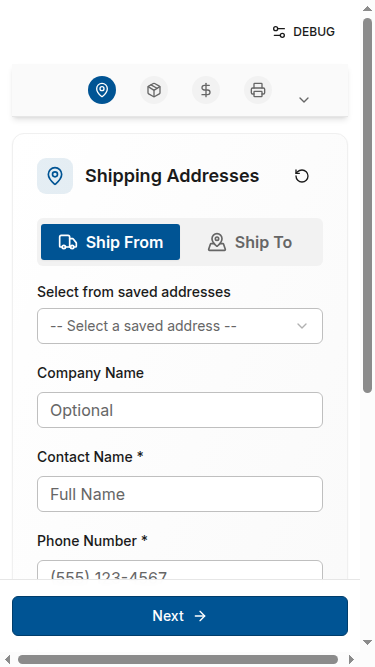 DEBUG
Shipping Addresses
Ship From
Ship To
Select from saved addresses
-- Select a saved address --
Company Name
Optional
Contact Name *
Full Name
Phone Number *
(555) 123-4567
Next